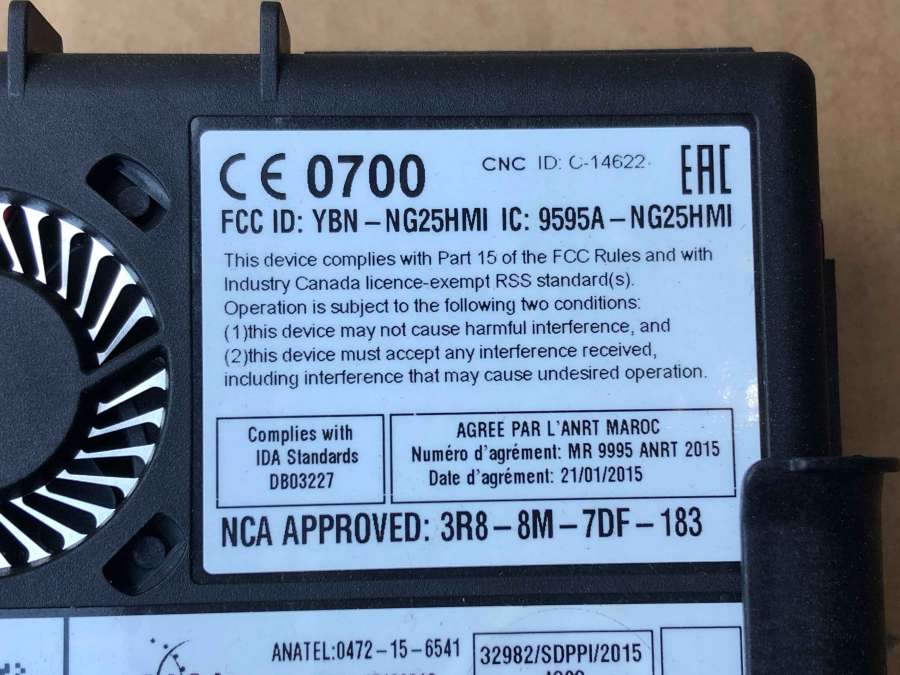 CE 0700 CNC ID: C-14622 EAC
FCC ID: YBN – NG25HMI IC: 9595A – NG25HMI
This device complies with Part 15 of the FCC Rules and with
Industry Canada licence-exempt RSS standard(s).
Operation is subject to the following two conditions:
(1)this device may not cause harmful interference, and
(2)this device must accept any interference received,
including interference that may cause undesired operation.
Complies with
IDA Standards
DB03227
AGREE PAR L'ANRT MAROC
Numéro d'agrément: MR 9995 ANRT 2015
Date d'agrément: 21/01/2015
NCA APPROVED: 3R8 – 8M – 7DF – 183
ANATEL:0472 – 15 – 6541
32982/SDPPI/2015